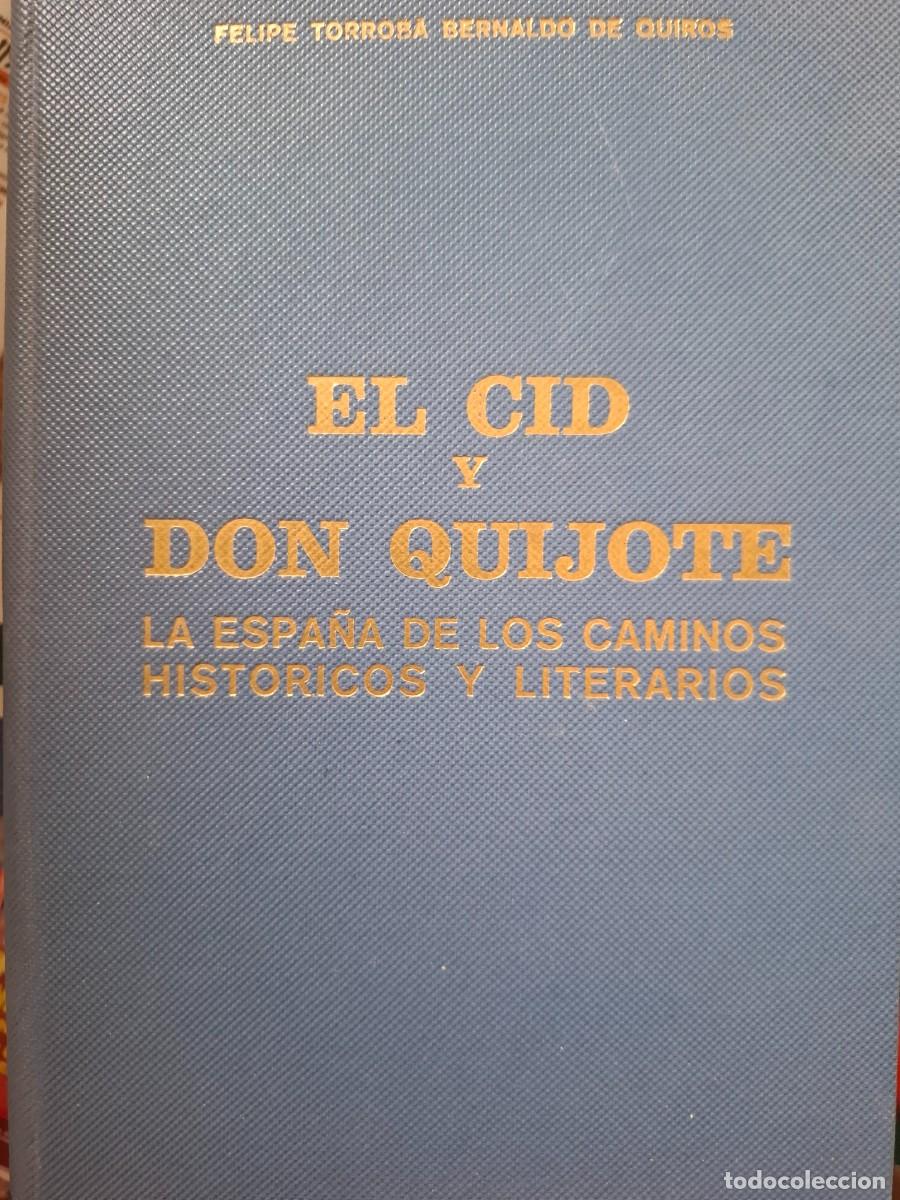 FELIPE TORROBA BERNALDO DE QUIROS
EL CID
Y
DON QUIJOTE
LA ESPAÑA DE LOS CAMINOS
HISTORICOS Y LITERARIOS
todocoleccion